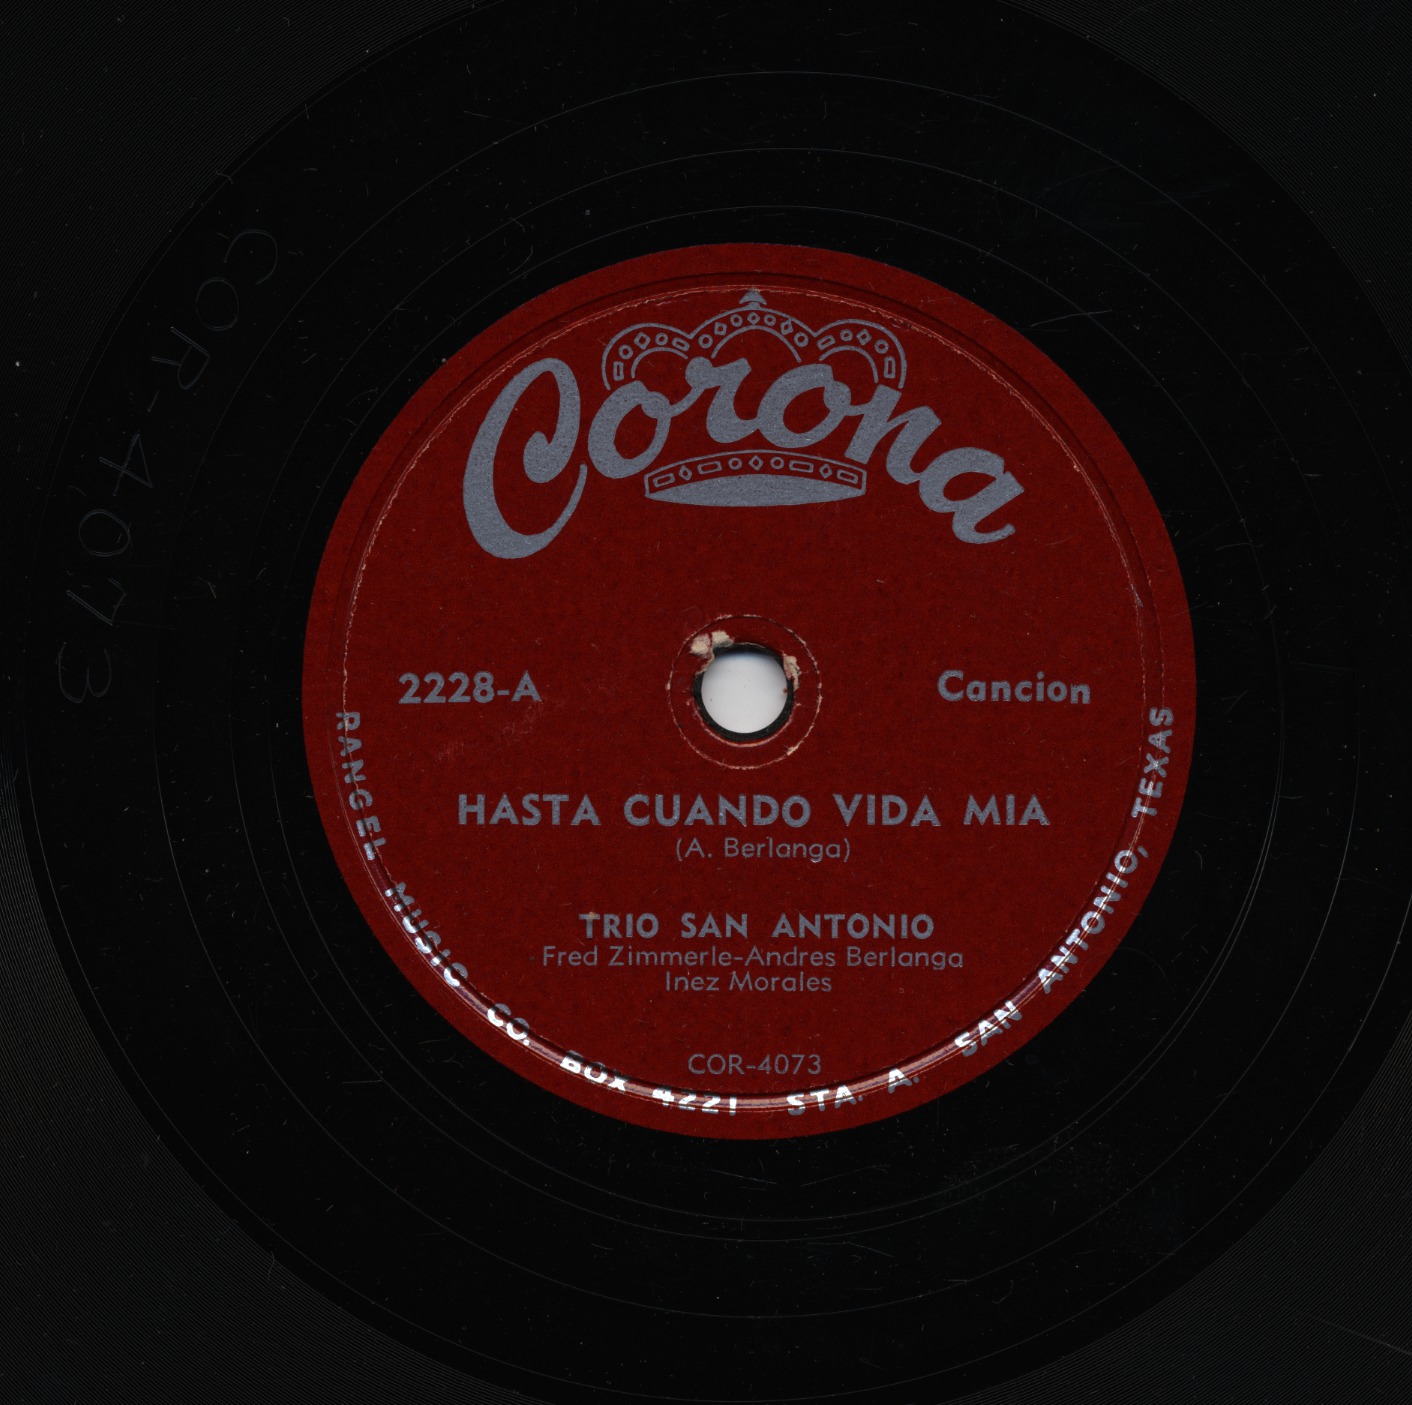 Corona
2228-A
Cancion
HASTA CUANDO VIDA MIA
(A. Berlanga)
TRIO SAN ANTONIO
Fred Zimmerle-Andres Berlanga
Inez Morales
COR-4073
RANGEL MUSIC CO. BOX 4221 STA. A. SAN ANTONIO, TEXAS
COR-4073